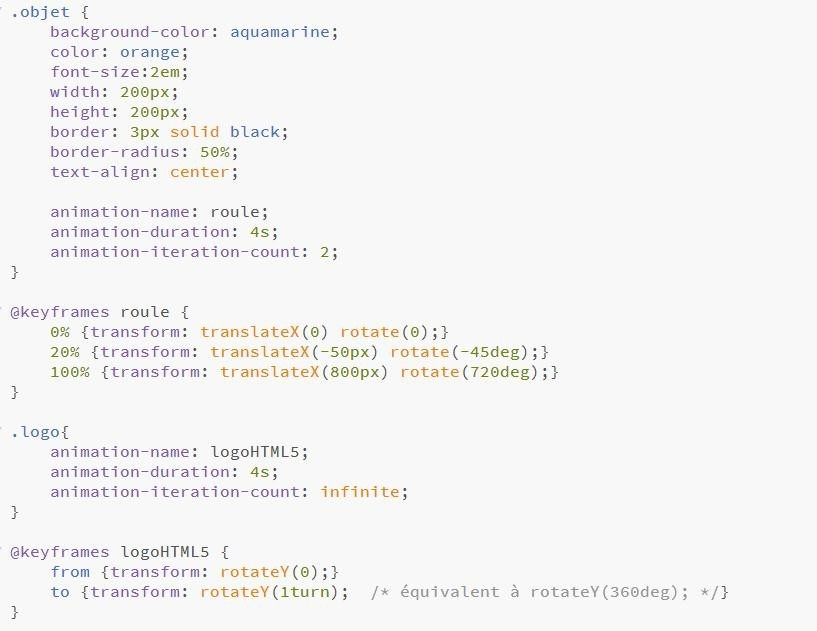 .objet {
    background-color: aquamarine;
    color: orange;
    font-size:2em;
    width: 200px;
    height: 200px;
    border: 3px solid black;
    border-radius: 50%;
    text-align: center;

    animation-name: roule;
    animation-duration: 4s;
    animation-iteration-count: 2;
}

@keyframes roule {
    0% {transform: translateX(0) rotate(0);}
    20% {transform: translateX(-50px) rotate(-45deg);}
    100% {transform: translateX(800px) rotate(720deg);}
}

.logo{
    animation-name: logoHTML5;
    animation-duration: 4s;
    animation-iteration-count: infinite;
}

@keyframes logoHTML5 {
    from {transform: rotateY(0);}
    to {transform: rotateY(1turn);  /* équivalent à rotateY(360deg); */}
}